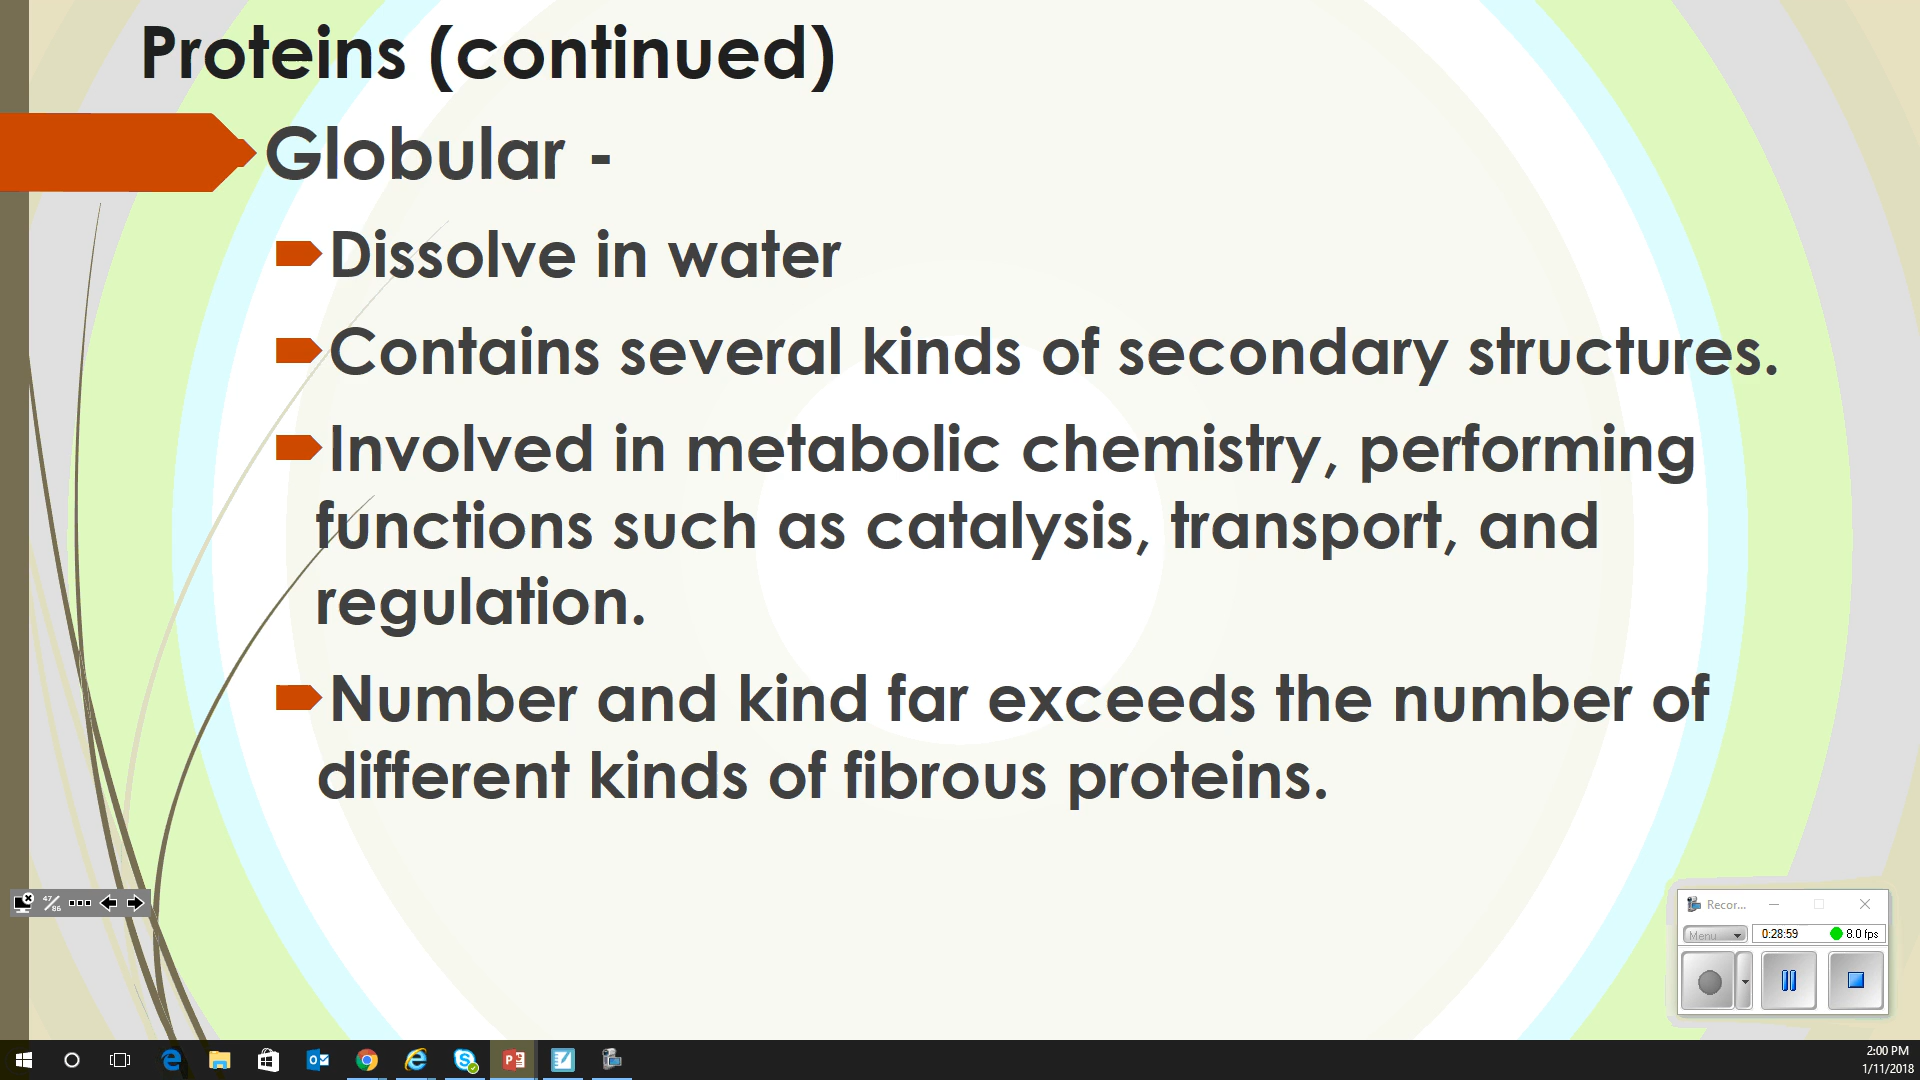 Proteins (continued)
Globular -
Dissolve in water
Contains several kinds of secondary structures.
Involved in metabolic chemistry, performing
functions such as catalysis, transport, and
regulation.
Number and kind far exceeds the number of
different kinds of fibrous proteins.
47/86
Recor...
Menu
0:28:59
8.0 fps
2:00 PM
1/11/2018